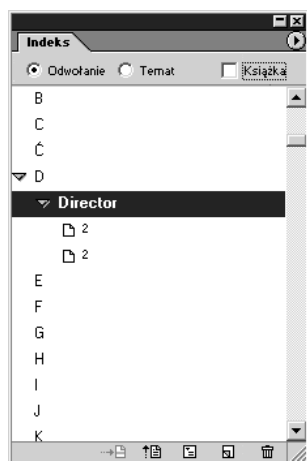 Indeks
Odwołanie Temat Książka
B
C
Ć
D
Director
2
2
E
F
G
H
I
J
K